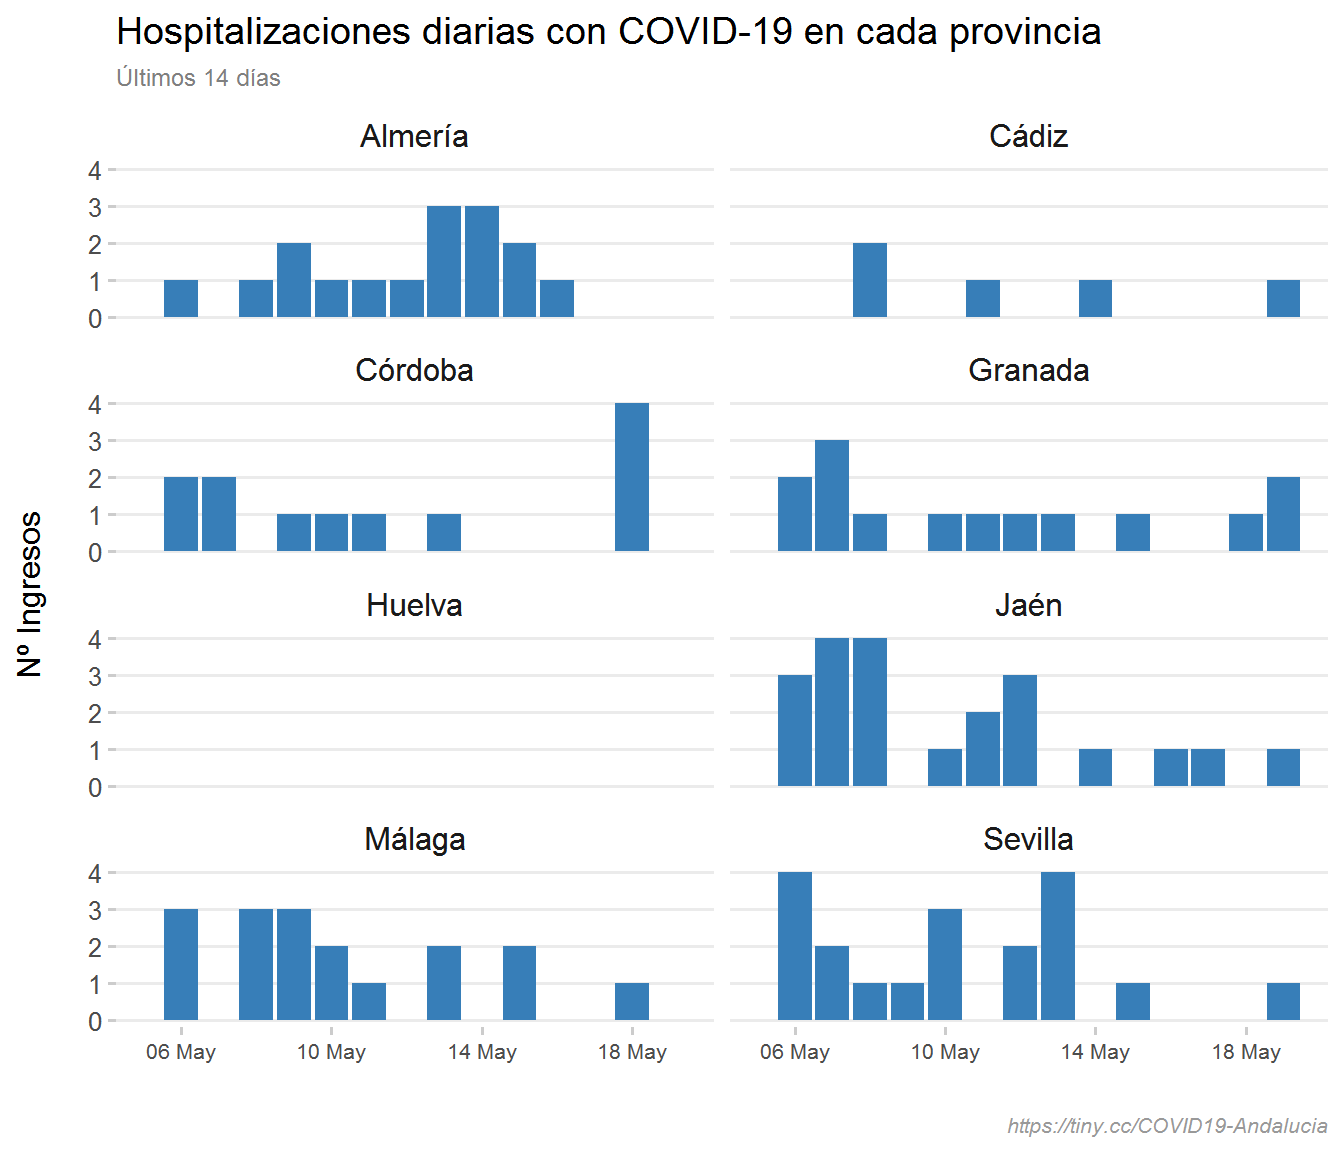 Hospitalizaciones diarias con COVID-19 en cada provincia
Últimos 14 días
Almería
Cádiz
4
3
2
1
0
Córdoba
Granada
4
3
2
1
0
Nº Ingresos
Huelva
Jaén
4
3
2
1
0
Málaga
Sevilla
4
3
2
1
0
06 May 10 May 14 May 18 May 06 May 10 May 14 May 18 May
https://tiny.cc/COVID19-Andalucia